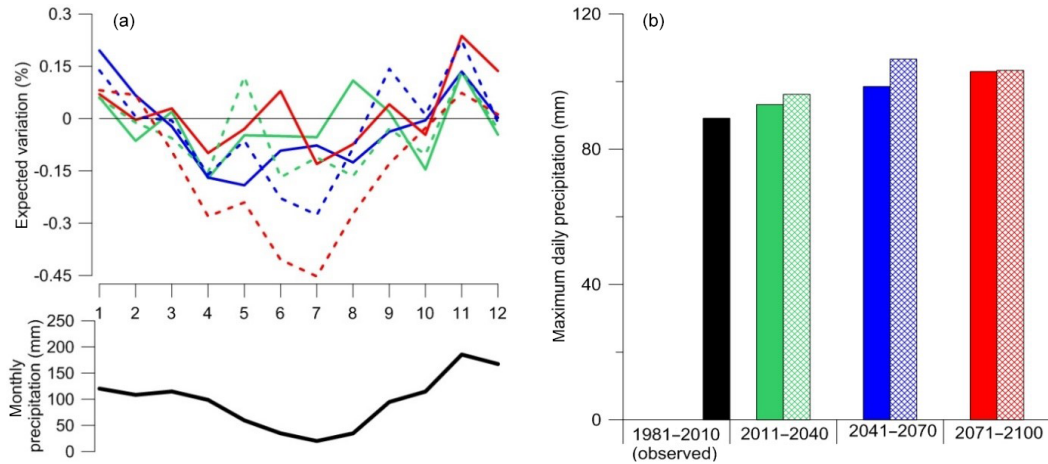 (a)
0.3
0.15
0
-0.15
-0.3
-0.45
Expected variation (%)
1 2 3 4 5 6 7 8 9 10 11 12
250
200
150
100
50
0
Monthly
precipitation (mm)
(b)
120
80
40
0
Maximum daily precipitation (mm)
1981–2010 2011–2040 2041–2070 2071–2100
(observed)